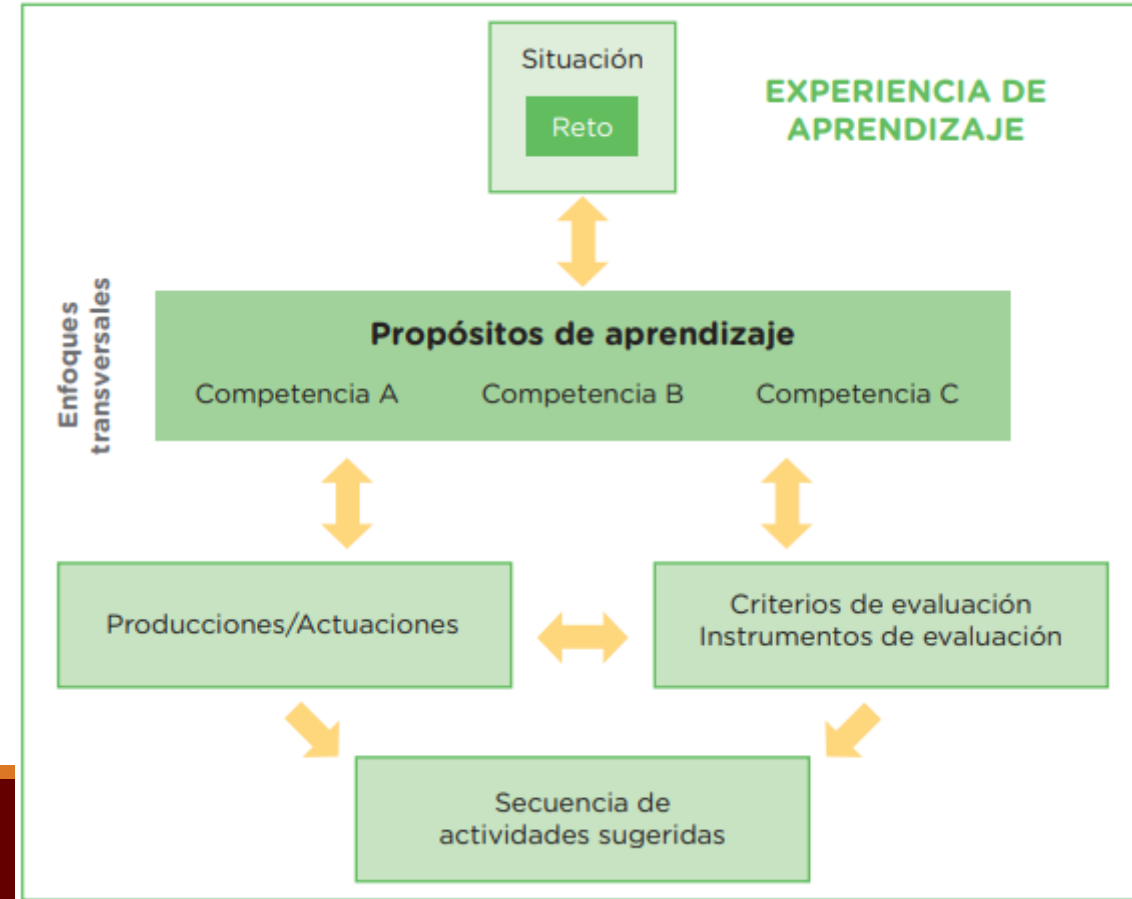 Situación
Reto
EXPERIENCIA DE
APRENDIZAJE
Enfoques
transversales
Propósitos de aprendizaje
Competencia A Competencia B Competencia C
Producciones/Actuaciones
Criterios de evaluación
Instrumentos de evaluación
Secuencia de
actividades sugeridas